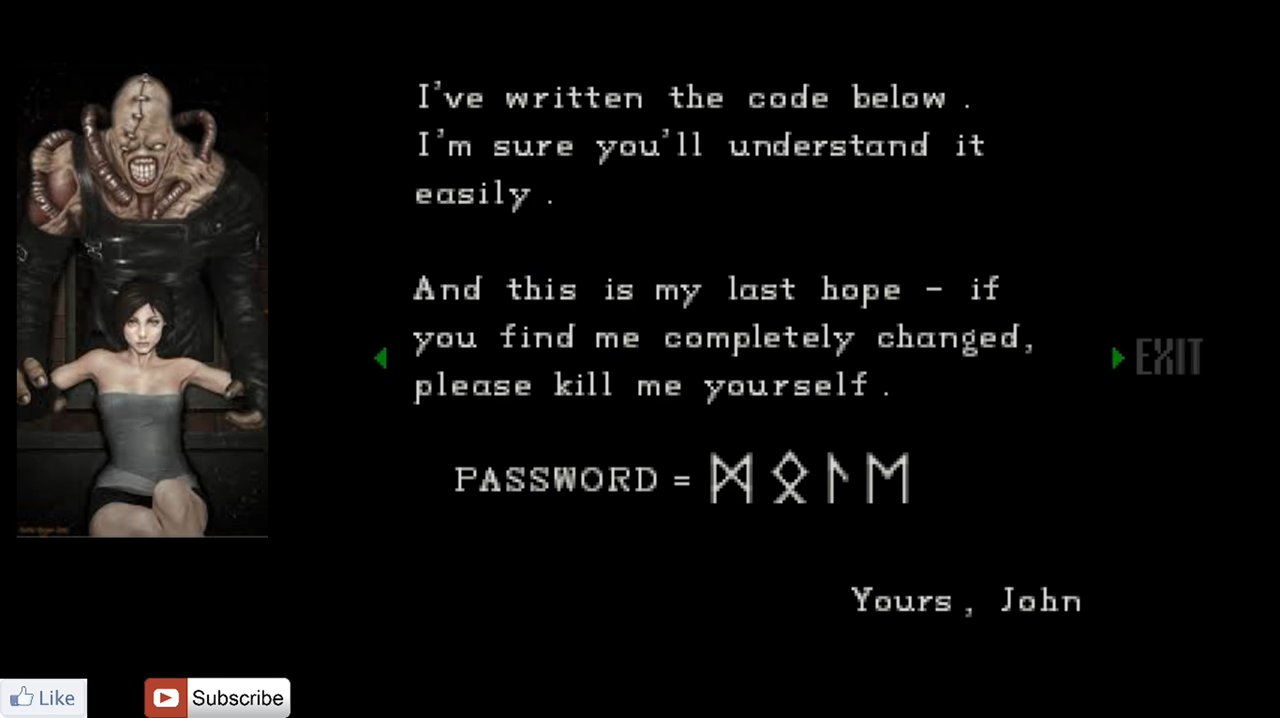 I've written the code below .
I'm sure you'll understand it
easily .
And this is my last hope - if
you find me completely changed,
please kill me yourself .
EXIT
PASSWORD = ᛞᛟᛚᛖ
Yours , John
Like
Subscribe